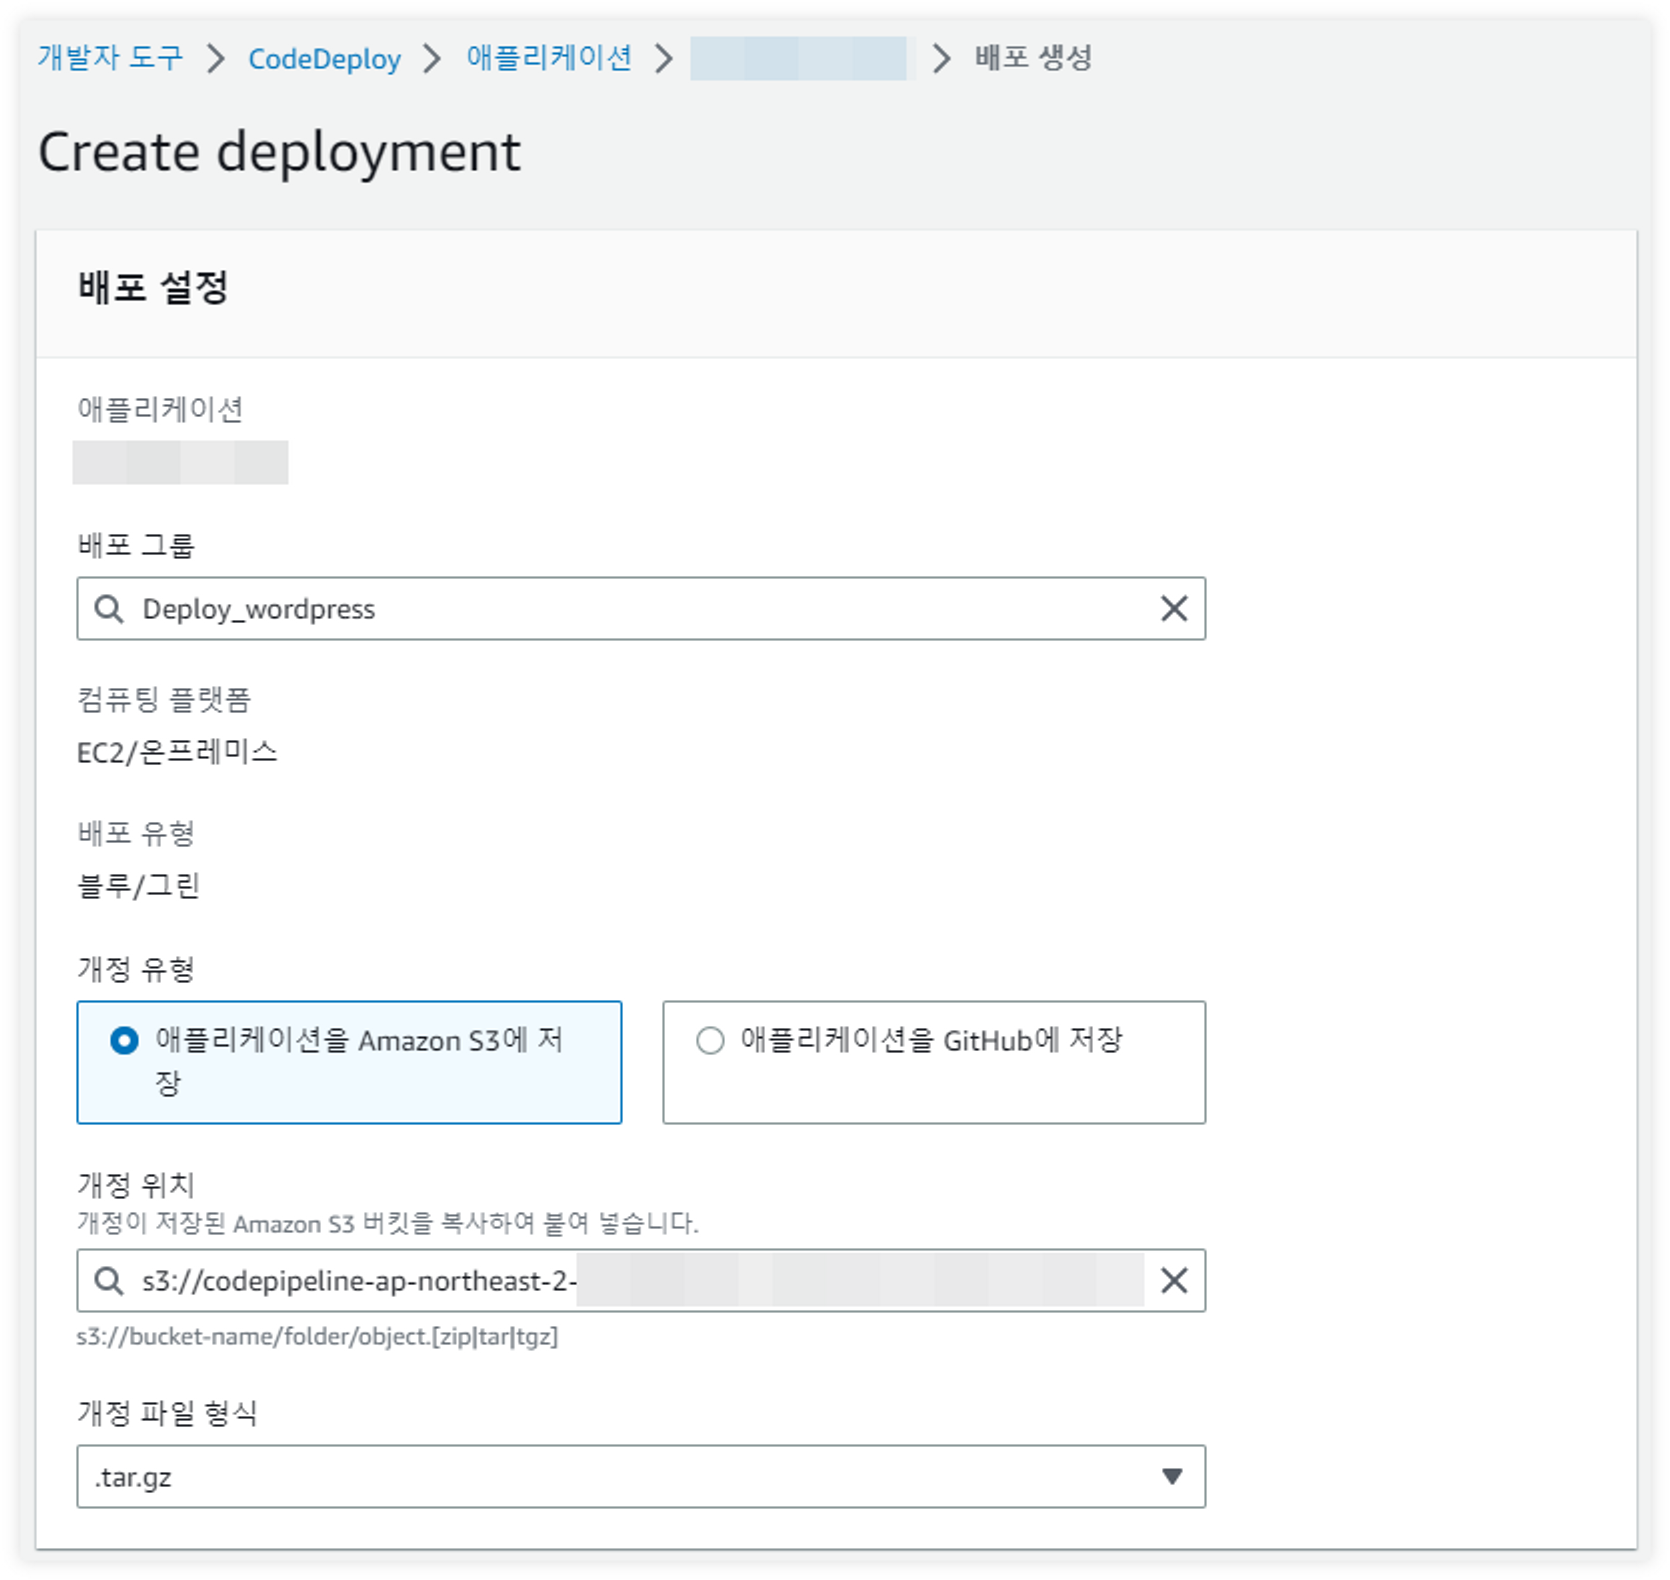 개발자 도구 > CodeDeploy > 애플리케이션 > > 배포 생성
Create deployment
배포 설정
애플리케이션
배포 그룹
Deploy_wordpress
컴퓨팅 플랫폼
EC2/온프레미스
배포 유형
블루/그린
개정 유형
애플리케이션을 Amazon S3에 저
장
애플리케이션을 GitHub에 저장
개정 위치
개정이 저장된 Amazon S3 버킷을 복사하여 붙여 넣습니다.
s3://codepipeline-ap-northeast-2-
s3://bucket-name/folder/object.[zip|tar|tgz]
개정 파일 형식
.tar.gz